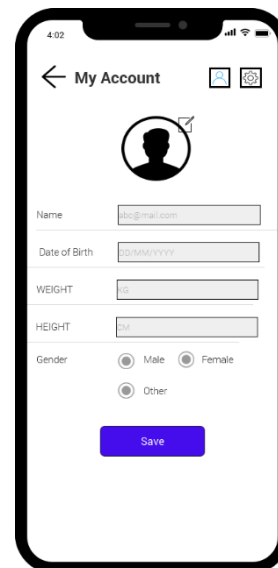 4:02
My Account
Name abc@mail.com
Date of Birth DD/MM/YYYY
WEIGHT KG
HEIGHT CM
Gender Male Female
Other
Save